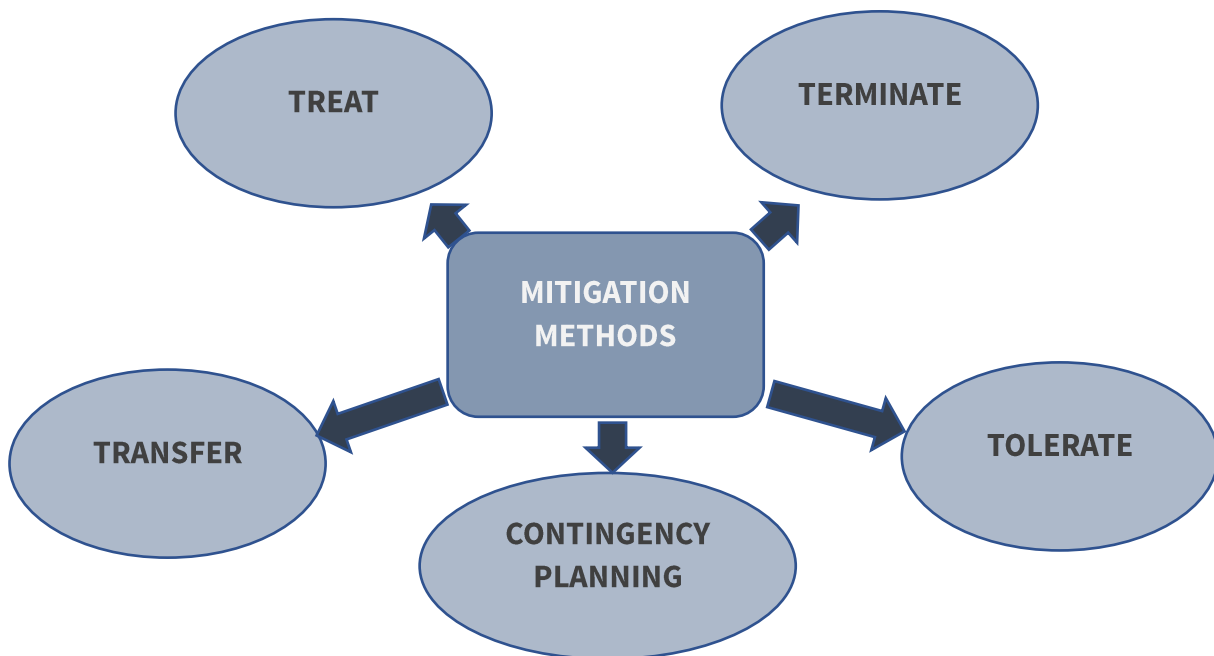 TREAT
TERMINATE
MITIGATION
METHODS
TRANSFER
TOLERATE
CONTINGENCY
PLANNING